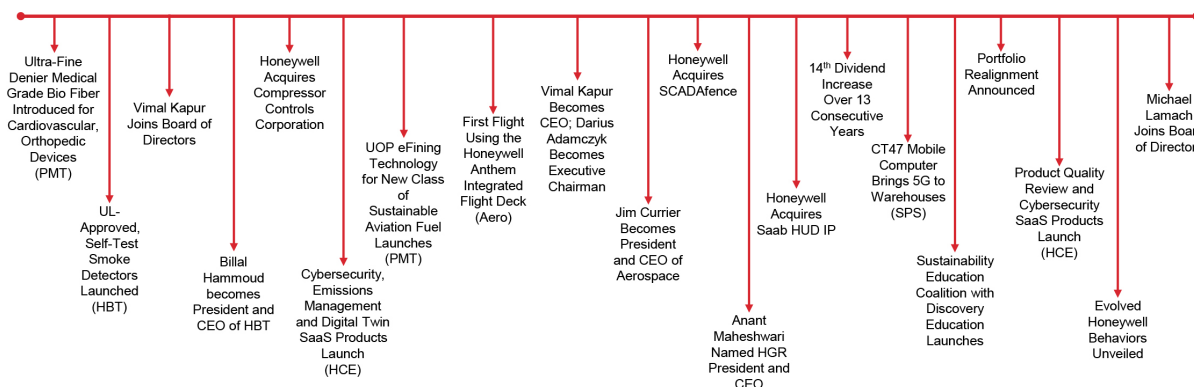 Ultra-Fine
Denier Medical
Grade Bio Fiber
Introduced for
Cardiovascular,
Orthopedic
Devices
(PMT)
UL-
Approved,
Self-Test
Smoke
Detectors
Launched
(HBT)
Vimal Kapur
Joins Board of
Directors
Billal
Hammoud
becomes
President and
CEO of HBT
Honeywell
Acquires
Compressor
Controls
Corporation
Cybersecurity,
Emissions
Management
and Digital Twin
SaaS Products
Launch
(HCE)
UOP eFining
Technology
for New Class
of
Sustainable
Aviation Fuel
Launches
(PMT)
First Flight
Using the
Honeywell
Anthem
Integrated
Flight Deck
(Aero)
Vimal Kapur
Becomes
CEO; Darius
Adamczyk
Becomes
Executive
Chairman
Jim Currier
Becomes
President
and CEO of
Aerospace
Honeywell
Acquires
SCADAfence
Anant
Maheshwari
Named HGR
President and
CEO
Honeywell
Acquires
Saab HUD IP
14th Dividend
Increase
Over 13
Consecutive
Years
CT47 Mobile
Computer
Brings 5G to
Warehouses
(SPS)
Sustainability
Education
Coalition with
Discovery
Education
Launches
Portfolio
Realignment
Announced
Product Quality
Review and
Cybersecurity
SaaS Products
Launch
(HCE)
Evolved
Honeywell
Behaviors
Unveiled
Michael
Lamach
Joins Board
of Director